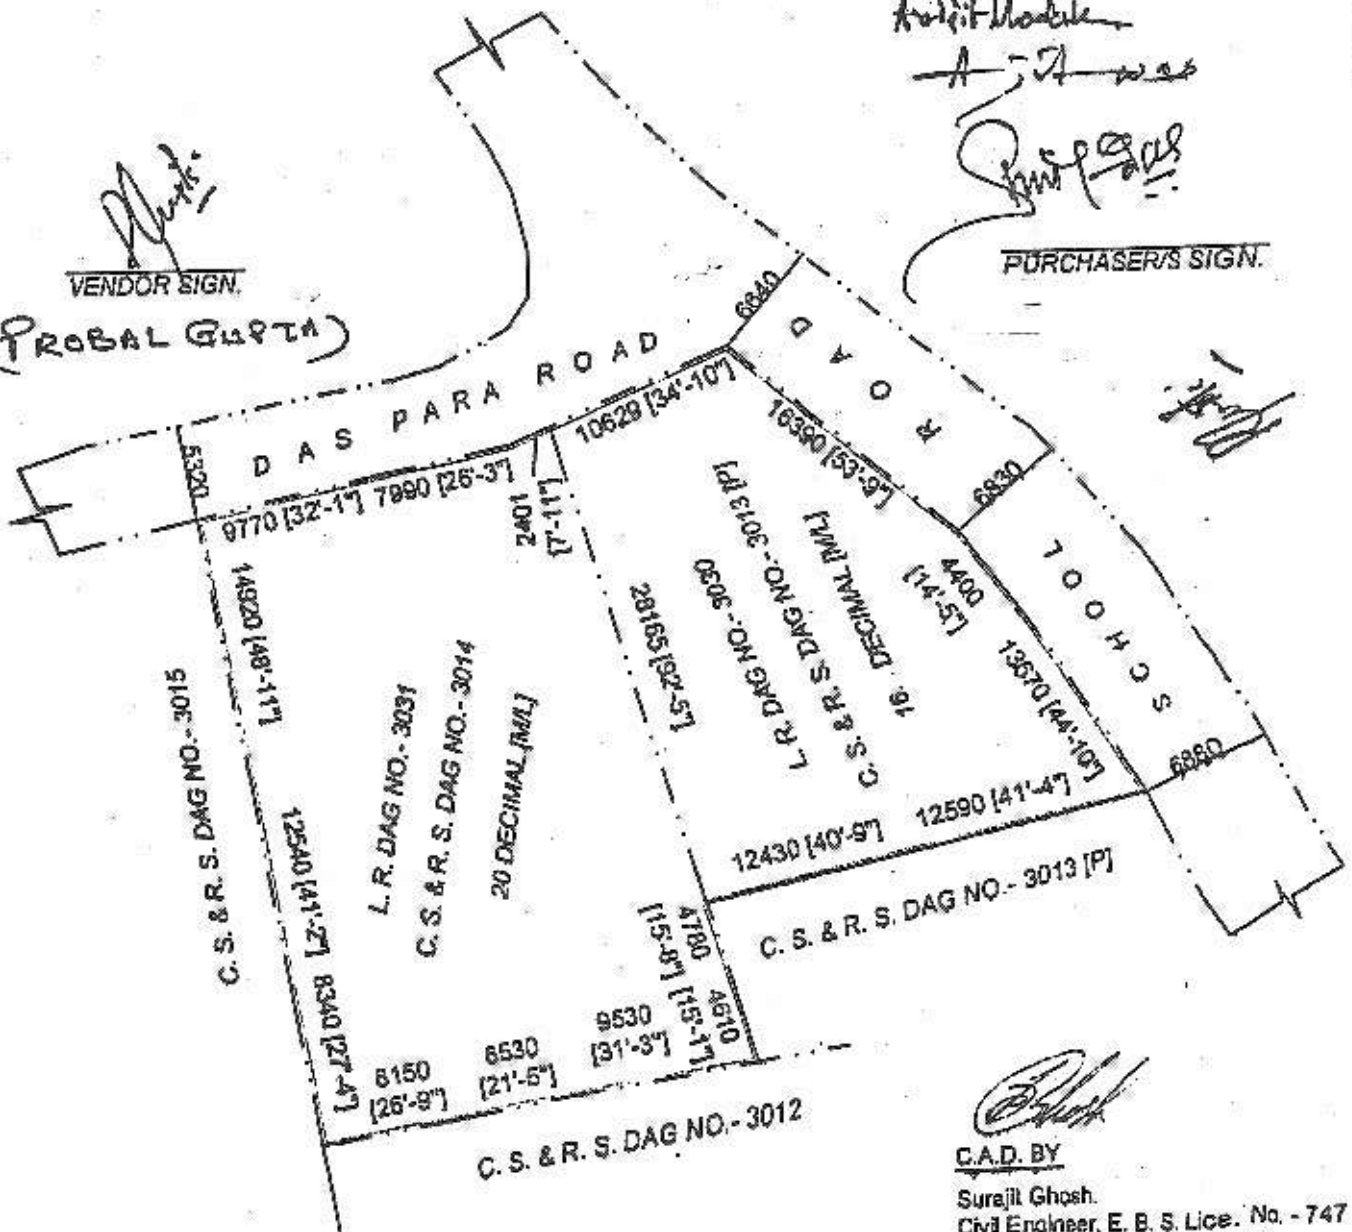 VENDOR SIGN.
(PROBAL GUPTA)
PURCHASER/S SIGN.
DAS PARA ROAD
SCHOOL ROAD
5320
6640
6830
6880
9770 [32'-1"] 7990 [26'-3"]
2401
[7'-11"]
10629 [34'-10"]
16390 [53'-9"]
4400
[14'-5"]
13670 [44'-10"]
14920 [48'-11"]
12540 [41'-2"] 8340 [27'-4"]
28165 [92'-5"]
C. S. & R. S. DAG NO.- 3015
L. R. DAG NO.- 3031
C. S. & R. S. DAG NO.- 3014
20 DECIMAL [M/L]
L. R. DAG NO.- 3030
C. S. & R. S. DAG NO.- 3013 [P]
16. DECIMAL [M/L]
12430 [40'-9"] 12590 [41'-4"]
C. S. & R. S. DAG NO.- 3013 [P]
4780
[15'-8"]
4610
[15'-1"]
8150
[26'-9"]
6530
[21'-5"]
9530
[31'-3"]
C. S. & R. S. DAG NO.- 3012
C.A.D. BY
Surajit Ghosh.
Civil Engineer, E. B. S. Lice. No. - 747